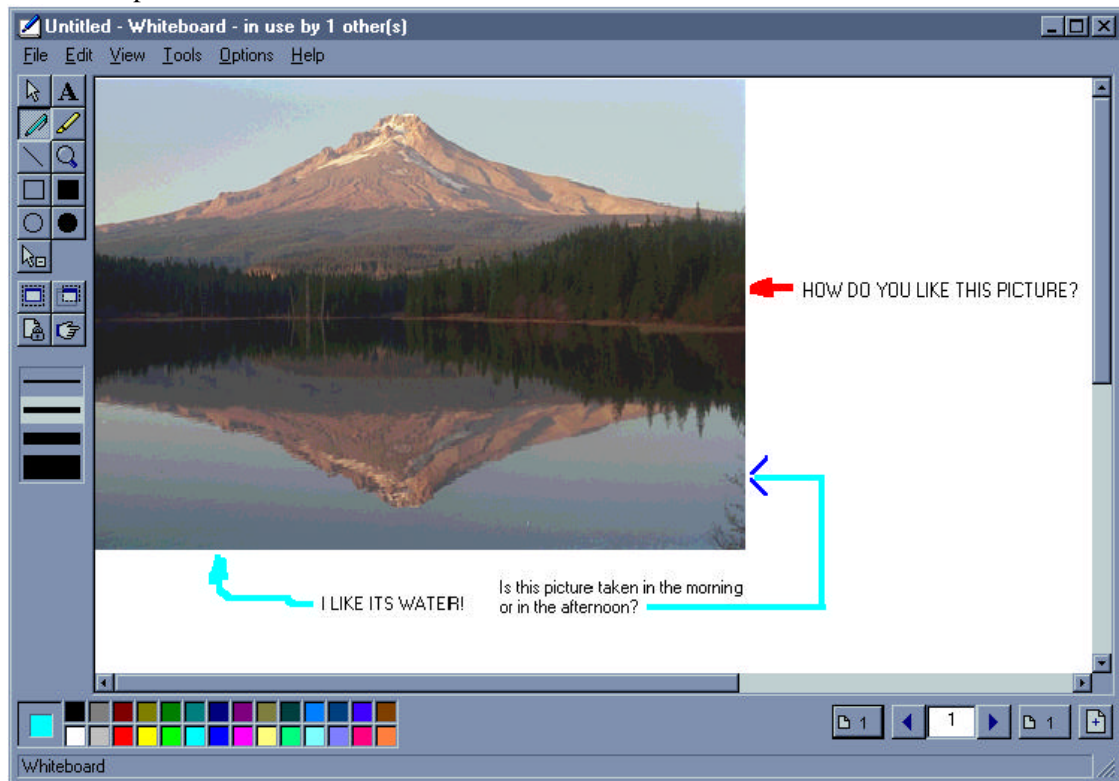 Untitled - Whiteboard - in use by 1 other(s)
File Edit View Tools Options Help
A
HOW DO YOU LIKE THIS PICTURE?
Is this picture taken in the morning
or in the afternoon?
I LIKE ITS WATER!
1 1 1
Whiteboard